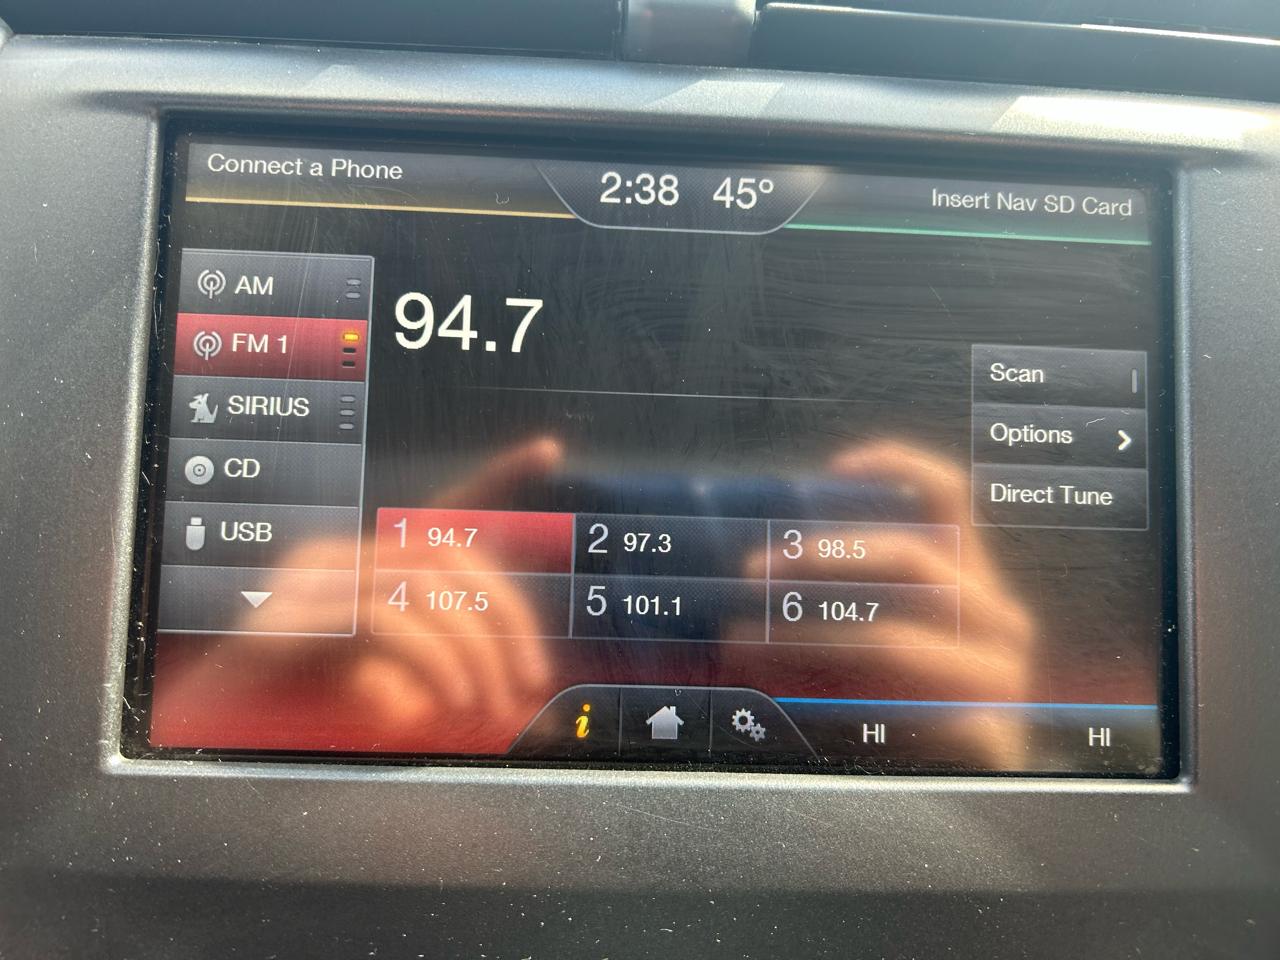 Connect a Phone
2:38 45°
Insert Nav SD Card
AM
FM 1
SIRIUS
CD
USB
94.7
Scan
Options
Direct Tune
1 94.7
2 97.3
3 98.5
4 107.5
5 101.1
6 104.7
i
HI
HI